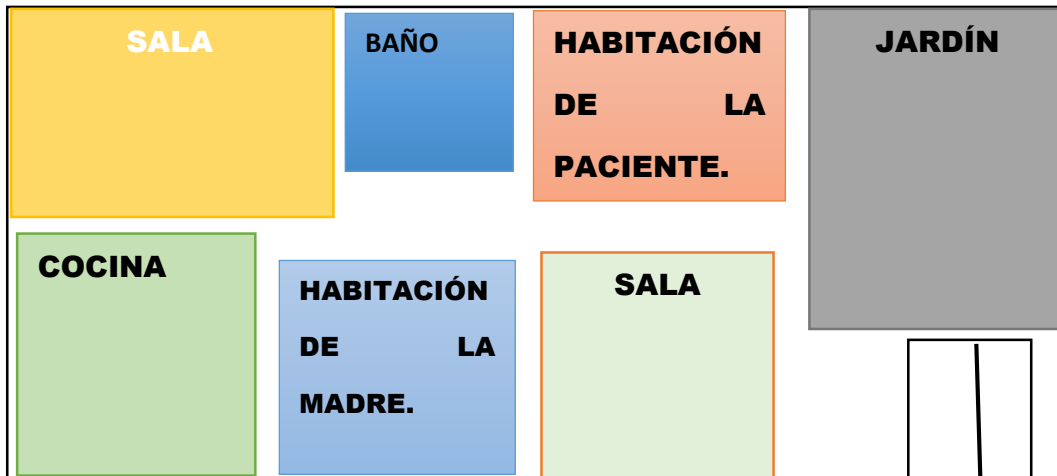 SALA
BAÑO
HABITACIÓN
DE LA
PACIENTE.
JARDÍN
COCINA
HABITACIÓN
DE LA
MADRE.
SALA